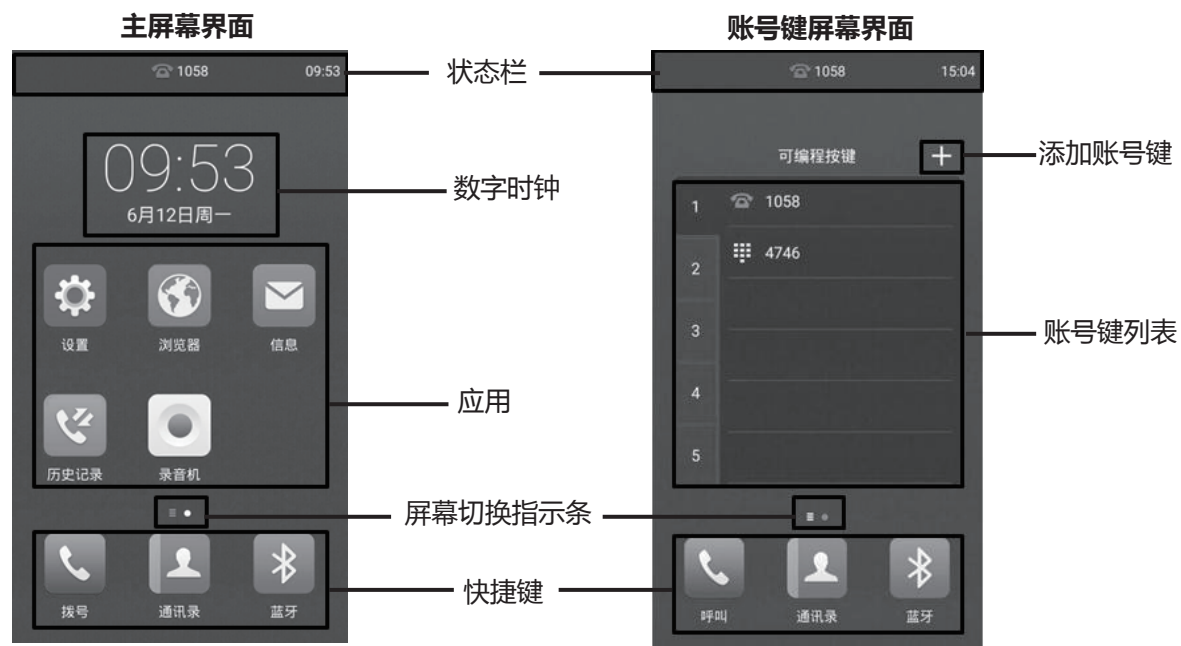 主屏幕界面
账号键屏幕界面
1058
09:53
状态栏
1058
15:04
09:53
6月12日周一
数字时钟
可编程按键
添加账号键
设置
浏览器
信息
历史记录
录音机
应用
1
1058
2
4746
3
4
5
账号键列表
屏幕切换指示条
拨号
通讯录
蓝牙
快捷键
呼叫
通讯录
蓝牙